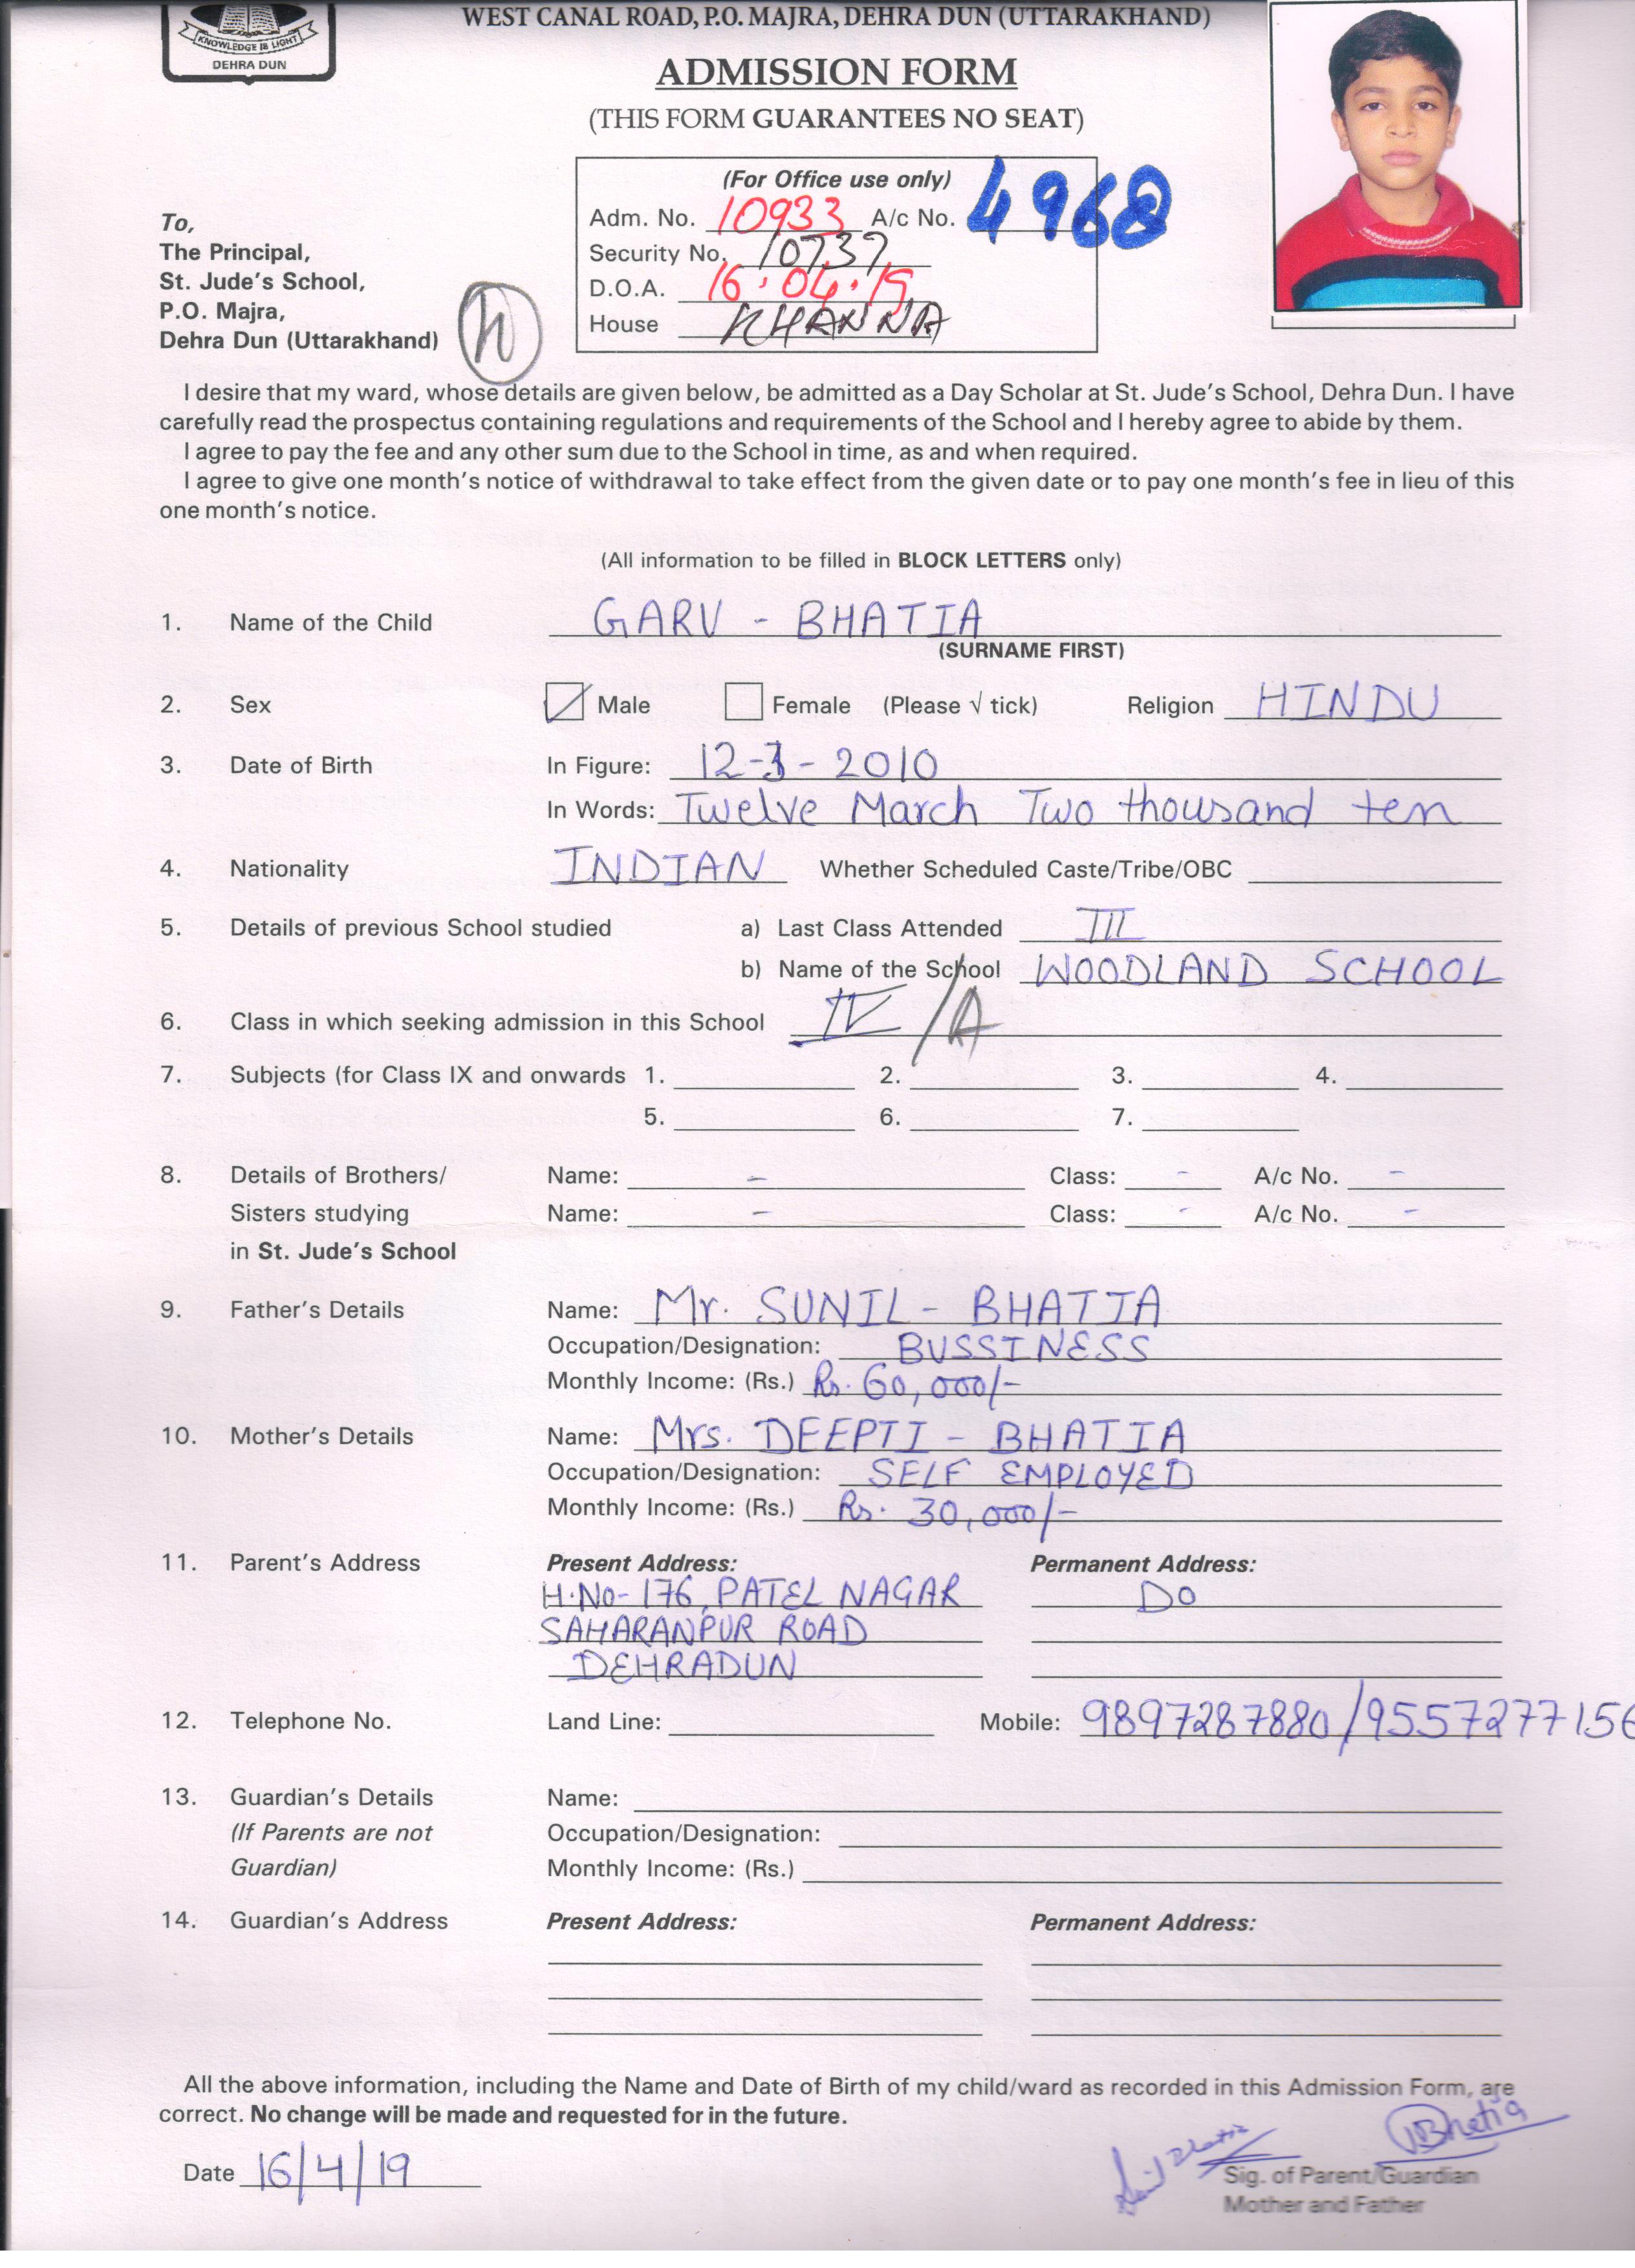 WEST CANAL ROAD, P.O. MAJRA, DEHRA DUN (UTTARAKHAND)
KNOWLEDGE IS LIGHT
DEHRA DUN
ADMISSION FORM
(THIS FORM GUARANTEES NO SEAT)
(For Office use only)
Adm. No. 10933 A/c No. 4968
Security No. 10737
D.O.A. 16.04.19
House KHANNA
To,
The Principal,
St. Jude's School,
P.O. Majra,
Dehra Dun (Uttarakhand)
I desire that my ward, whose details are given below, be admitted as a Day Scholar at St. Jude's School, Dehra Dun. I have
carefully read the prospectus containing regulations and requirements of the School and I hereby agree to abide by them.
I agree to pay the fee and any other sum due to the School in time, as and when required.
I agree to give one month's notice of withdrawal to take effect from the given date or to pay one month's fee in lieu of this
one month's notice.
(All information to be filled in BLOCK LETTERS only)
1. Name of the Child GARV - BHATIA
(SURNAME FIRST)
2. Sex Male Female (Please √ tick) Religion HINDU
3. Date of Birth In Figure: 12-3-2010
In Words: Twelve March Two thousand ten
4. Nationality INDIAN Whether Scheduled Caste/Tribe/OBC
5. Details of previous School studied a) Last Class Attended III
b) Name of the School WOODLAND SCHOOL
6. Class in which seeking admission in this School IV/A
7. Subjects (for Class IX and onwards 1. 2. 3. 4.
5. 6. 7.
8. Details of Brothers/ Name: - Class: - A/c No. -
Sisters studying Name: - Class: - A/c No. -
in St. Jude's School
9. Father's Details Name: Mr. SUNIL - BHATIA
Occupation/Designation: BUSSINESS
Monthly Income: (Rs.) Rs. 60,000/-
10. Mother's Details Name: Mrs. DEEPTI - BHATIA
Occupation/Designation: SELF EMPLOYED
Monthly Income: (Rs.) Rs. 30,000/-
11. Parent's Address Present Address: Permanent Address:
H.No-176, PATEL NAGAR DO
SAHARANPUR ROAD
DEHRADUN
12. Telephone No. Land Line: Mobile: 9897287880/9557277156
13. Guardian's Details Name:
(If Parents are not Occupation/Designation:
Guardian) Monthly Income: (Rs.)
14. Guardian's Address Present Address: Permanent Address:
All the above information, including the Name and Date of Birth of my child/ward as recorded in this Admission Form, are
correct. No change will be made and requested for in the future.
Date 16/4/19
Sunil Bhatia DBhatia
Sig. of Parent/Guardian
Mother and Father